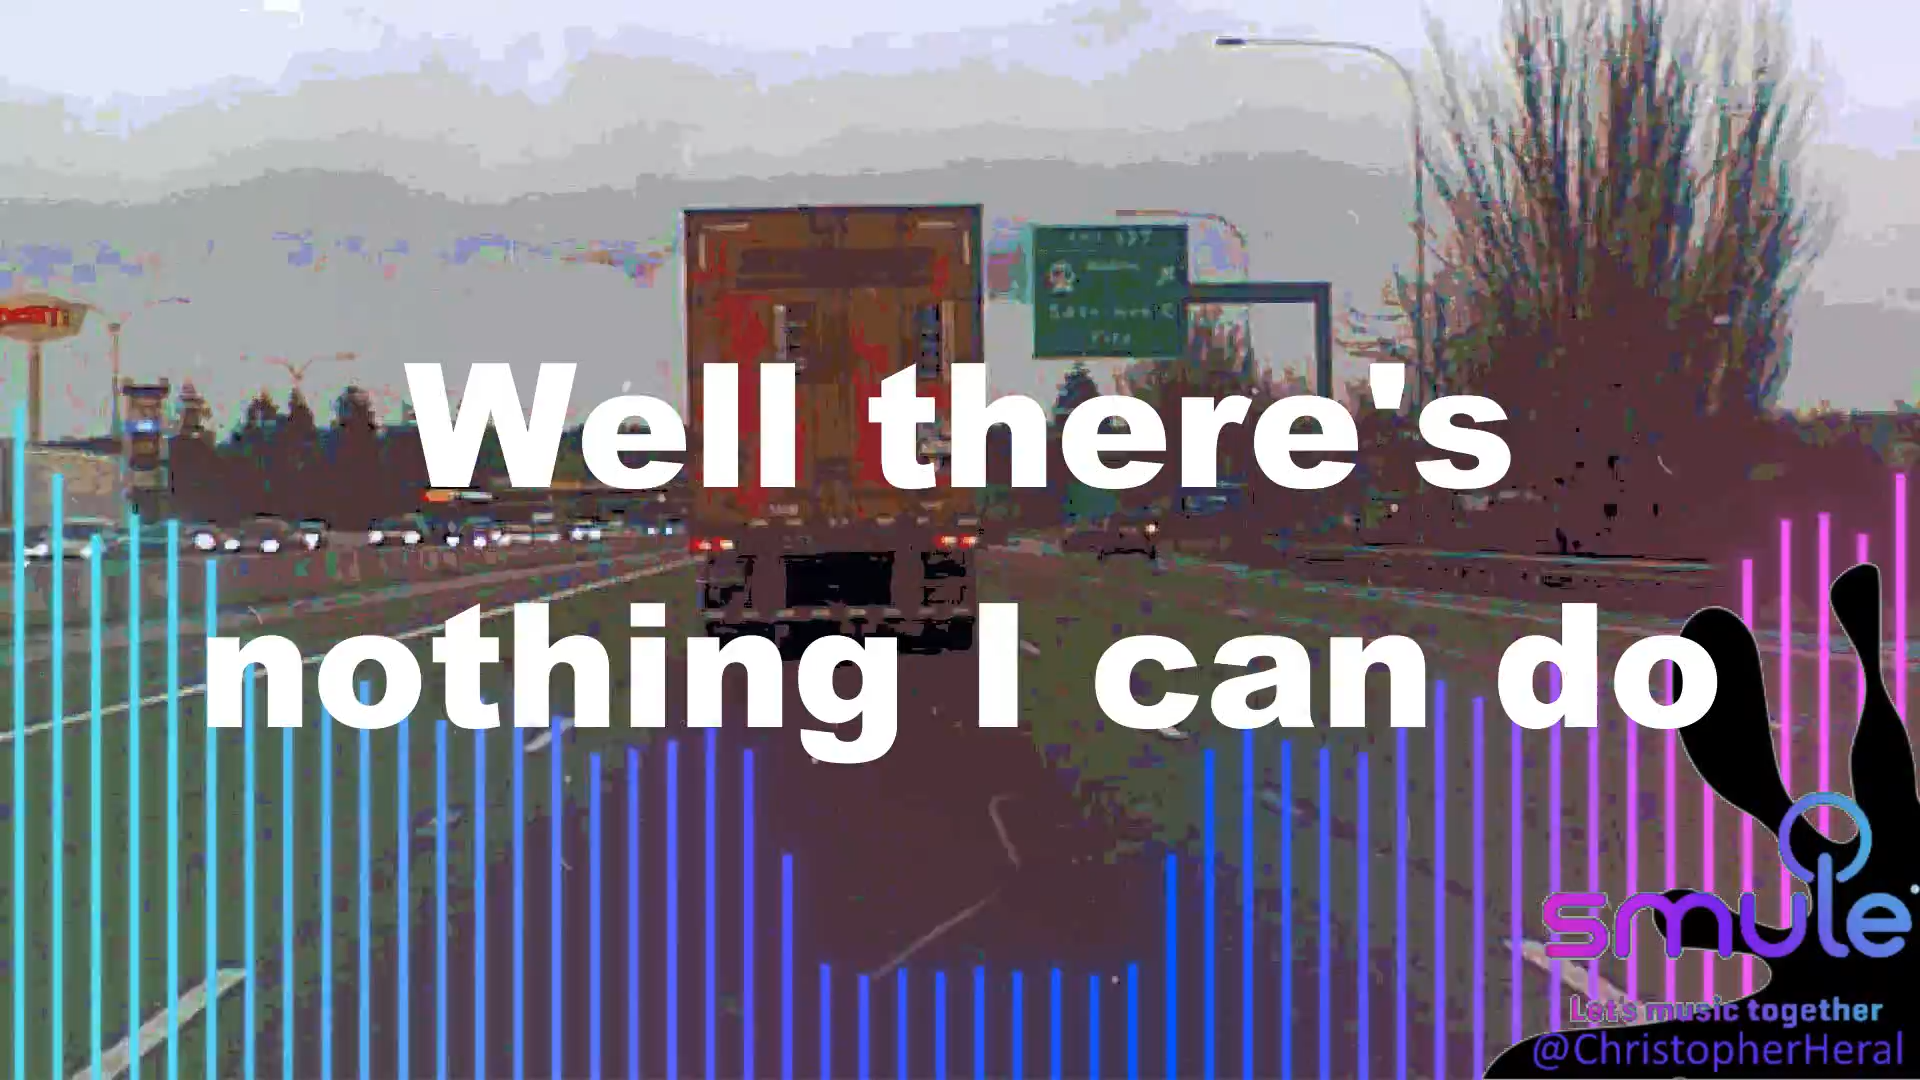 Well there's
nothing I can do
smule
Let's music together
@ChristopherHeral